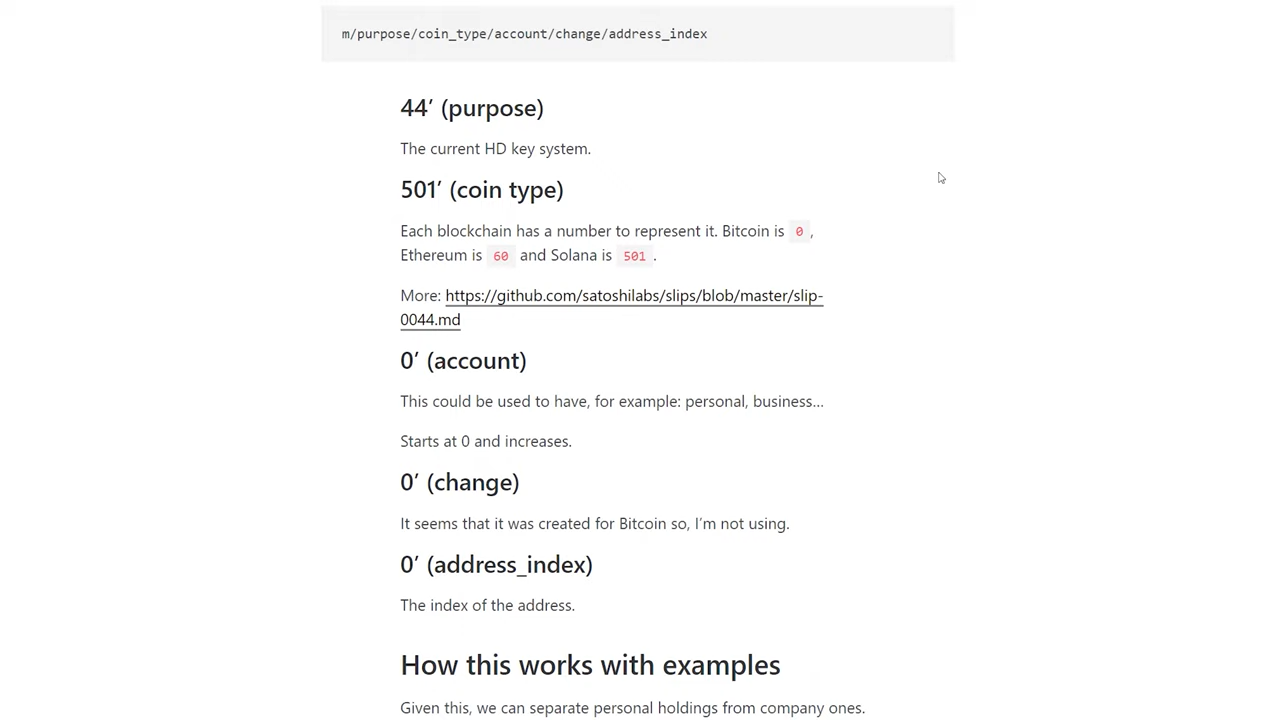 m/purpose/coin_type/account/change/address_index
44’ (purpose)
The current HD key system.
501’ (coin type)
Each blockchain has a number to represent it. Bitcoin is 0,
Ethereum is 60 and Solana is 501.
More: https://github.com/satoshilabs/slips/blob/master/slip-
0044.md
0’ (account)
This could be used to have, for example: personal, business…
Starts at 0 and increases.
0’ (change)
It seems that it was created for Bitcoin so, I’m not using.
0’ (address_index)
The index of the address.
How this works with examples
Given this, we can separate personal holdings from company ones.